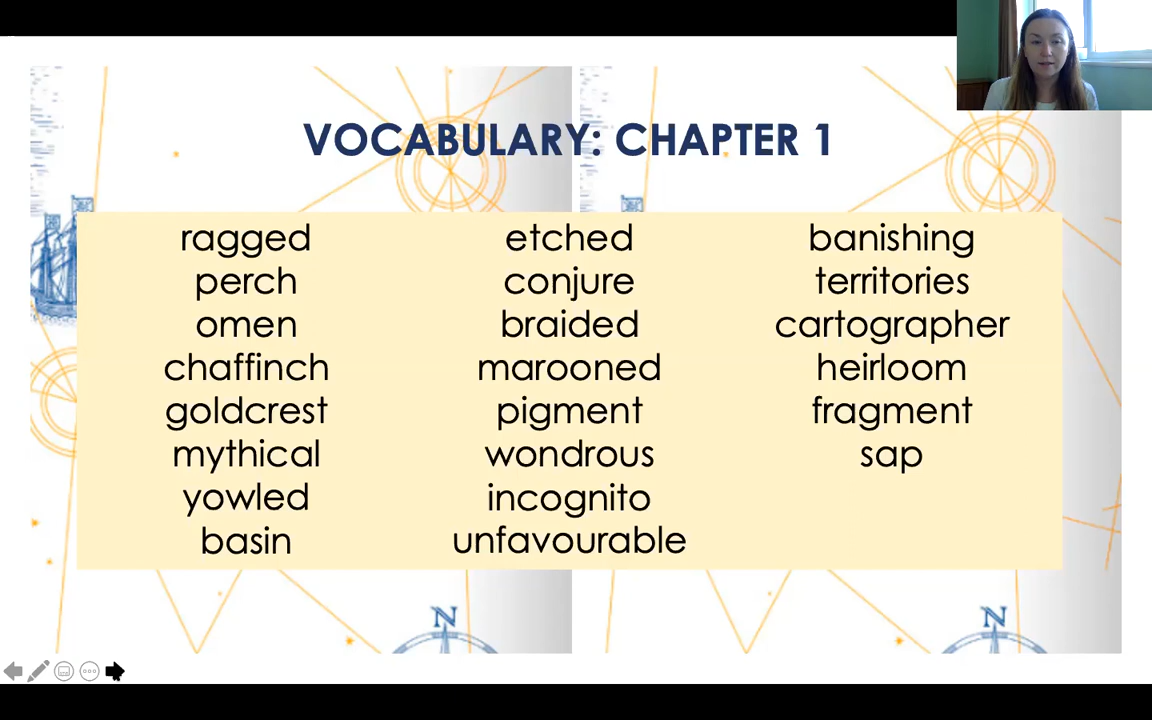 VOCABULARY: CHAPTER 1
ragged
perch
omen
chaffinch
goldcrest
mythical
yowled
basin
etched
conjure
braided
marooned
pigment
wondrous
incognito
unfavourable
banishing
territories
cartographer
heirloom
fragment
sap
N
N